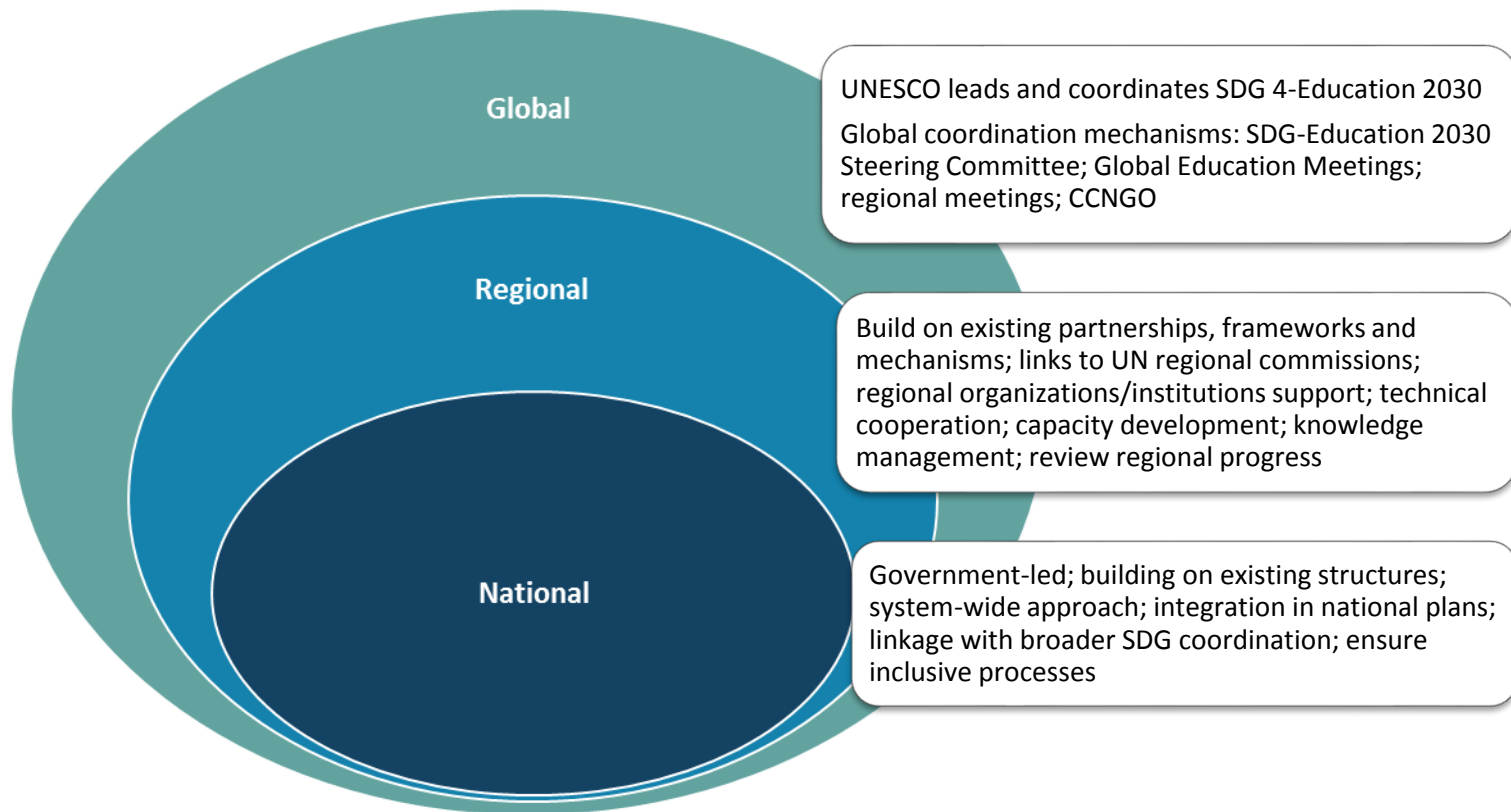 Global
UNESCO leads and coordinates SDG 4-Education 2030
Global coordination mechanisms: SDG-Education 2030
Steering Committee; Global Education Meetings;
regional meetings; CCNGO
Regional
Build on existing partnerships, frameworks and
mechanisms; links to UN regional commissions;
regional organizations/institutions support; technical
cooperation; capacity development; knowledge
management; review regional progress
National
Government-led; building on existing structures;
system-wide approach; integration in national plans;
linkage with broader SDG coordination; ensure
inclusive processes